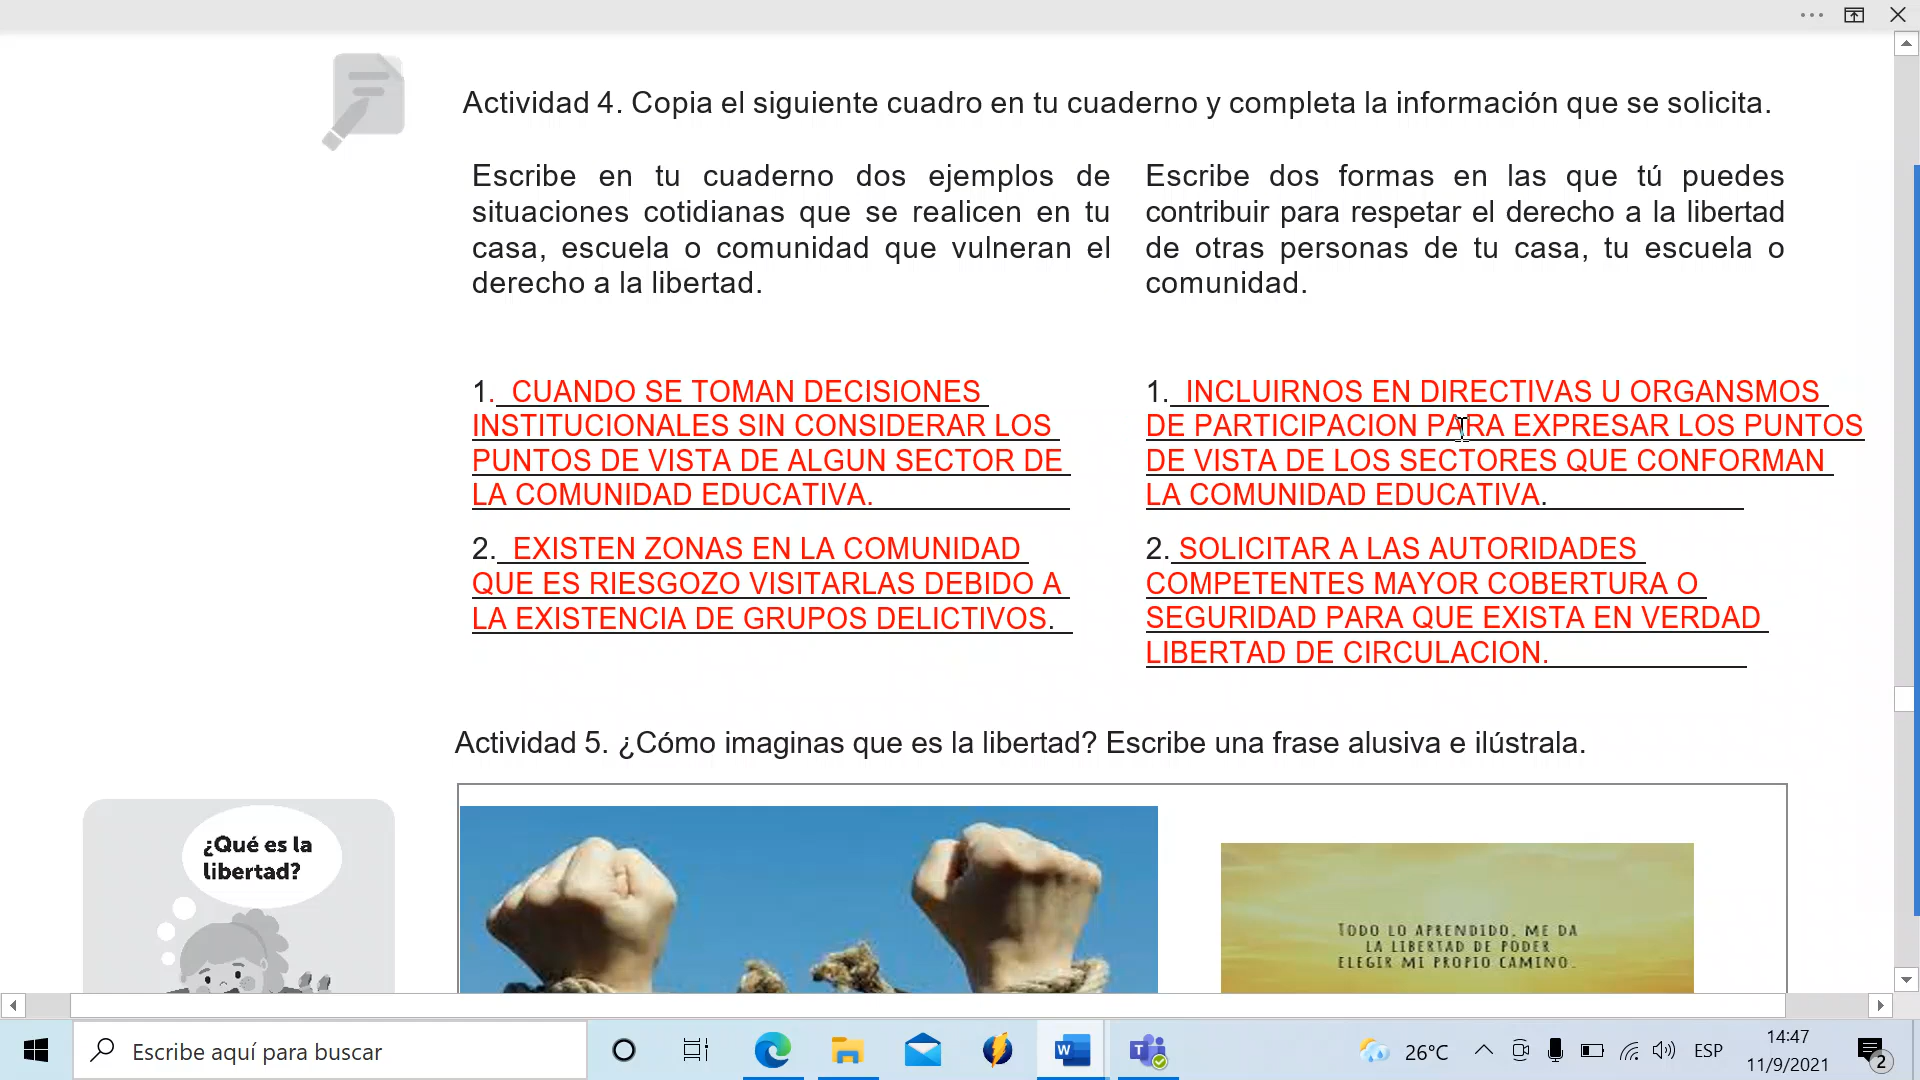 Actividad 4. Copia el siguiente cuadro en tu cuaderno y completa la información que se solicita.
Escribe en tu cuaderno dos ejemplos de
situaciones cotidianas que se realicen en tu
casa, escuela o comunidad que vulneran el
derecho a la libertad.
1. CUANDO SE TOMAN DECISIONES
INSTITUCIONALES SIN CONSIDERAR LOS
PUNTOS DE VISTA DE ALGUN SECTOR DE
LA COMUNIDAD EDUCATIVA.
2. EXISTEN ZONAS EN LA COMUNIDAD
QUE ES RIESGOZO VISITARLAS DEBIDO A
LA EXISTENCIA DE GRUPOS DELICTIVOS.
Escribe dos formas en las que tú puedes
contribuir para respetar el derecho a la libertad
de otras personas de tu casa, tu escuela o
comunidad.
1. INCLUIRNOS EN DIRECTIVAS U ORGANSMOS
DE PARTICIPACION PARA EXPRESAR LOS PUNTOS
DE VISTA DE LOS SECTORES QUE CONFORMAN
LA COMUNIDAD EDUCATIVA.
2. SOLICITAR A LAS AUTORIDADES
COMPETENTES MAYOR COBERTURA O
SEGURIDAD PARA QUE EXISTA EN VERDAD
LIBERTAD DE CIRCULACION.
Actividad 5. ¿Cómo imaginas que es la libertad? Escribe una frase alusiva e ilústrala.
¿Qué es la
libertad?
TODO LO APRENDIDO, ME DA
LA LIBERTAD DE PODER
ELEGIR MI PROPIO CAMINO.
Escribe aquí para buscar
W
T
26°C
ESP
14:47
11/9/2021
2